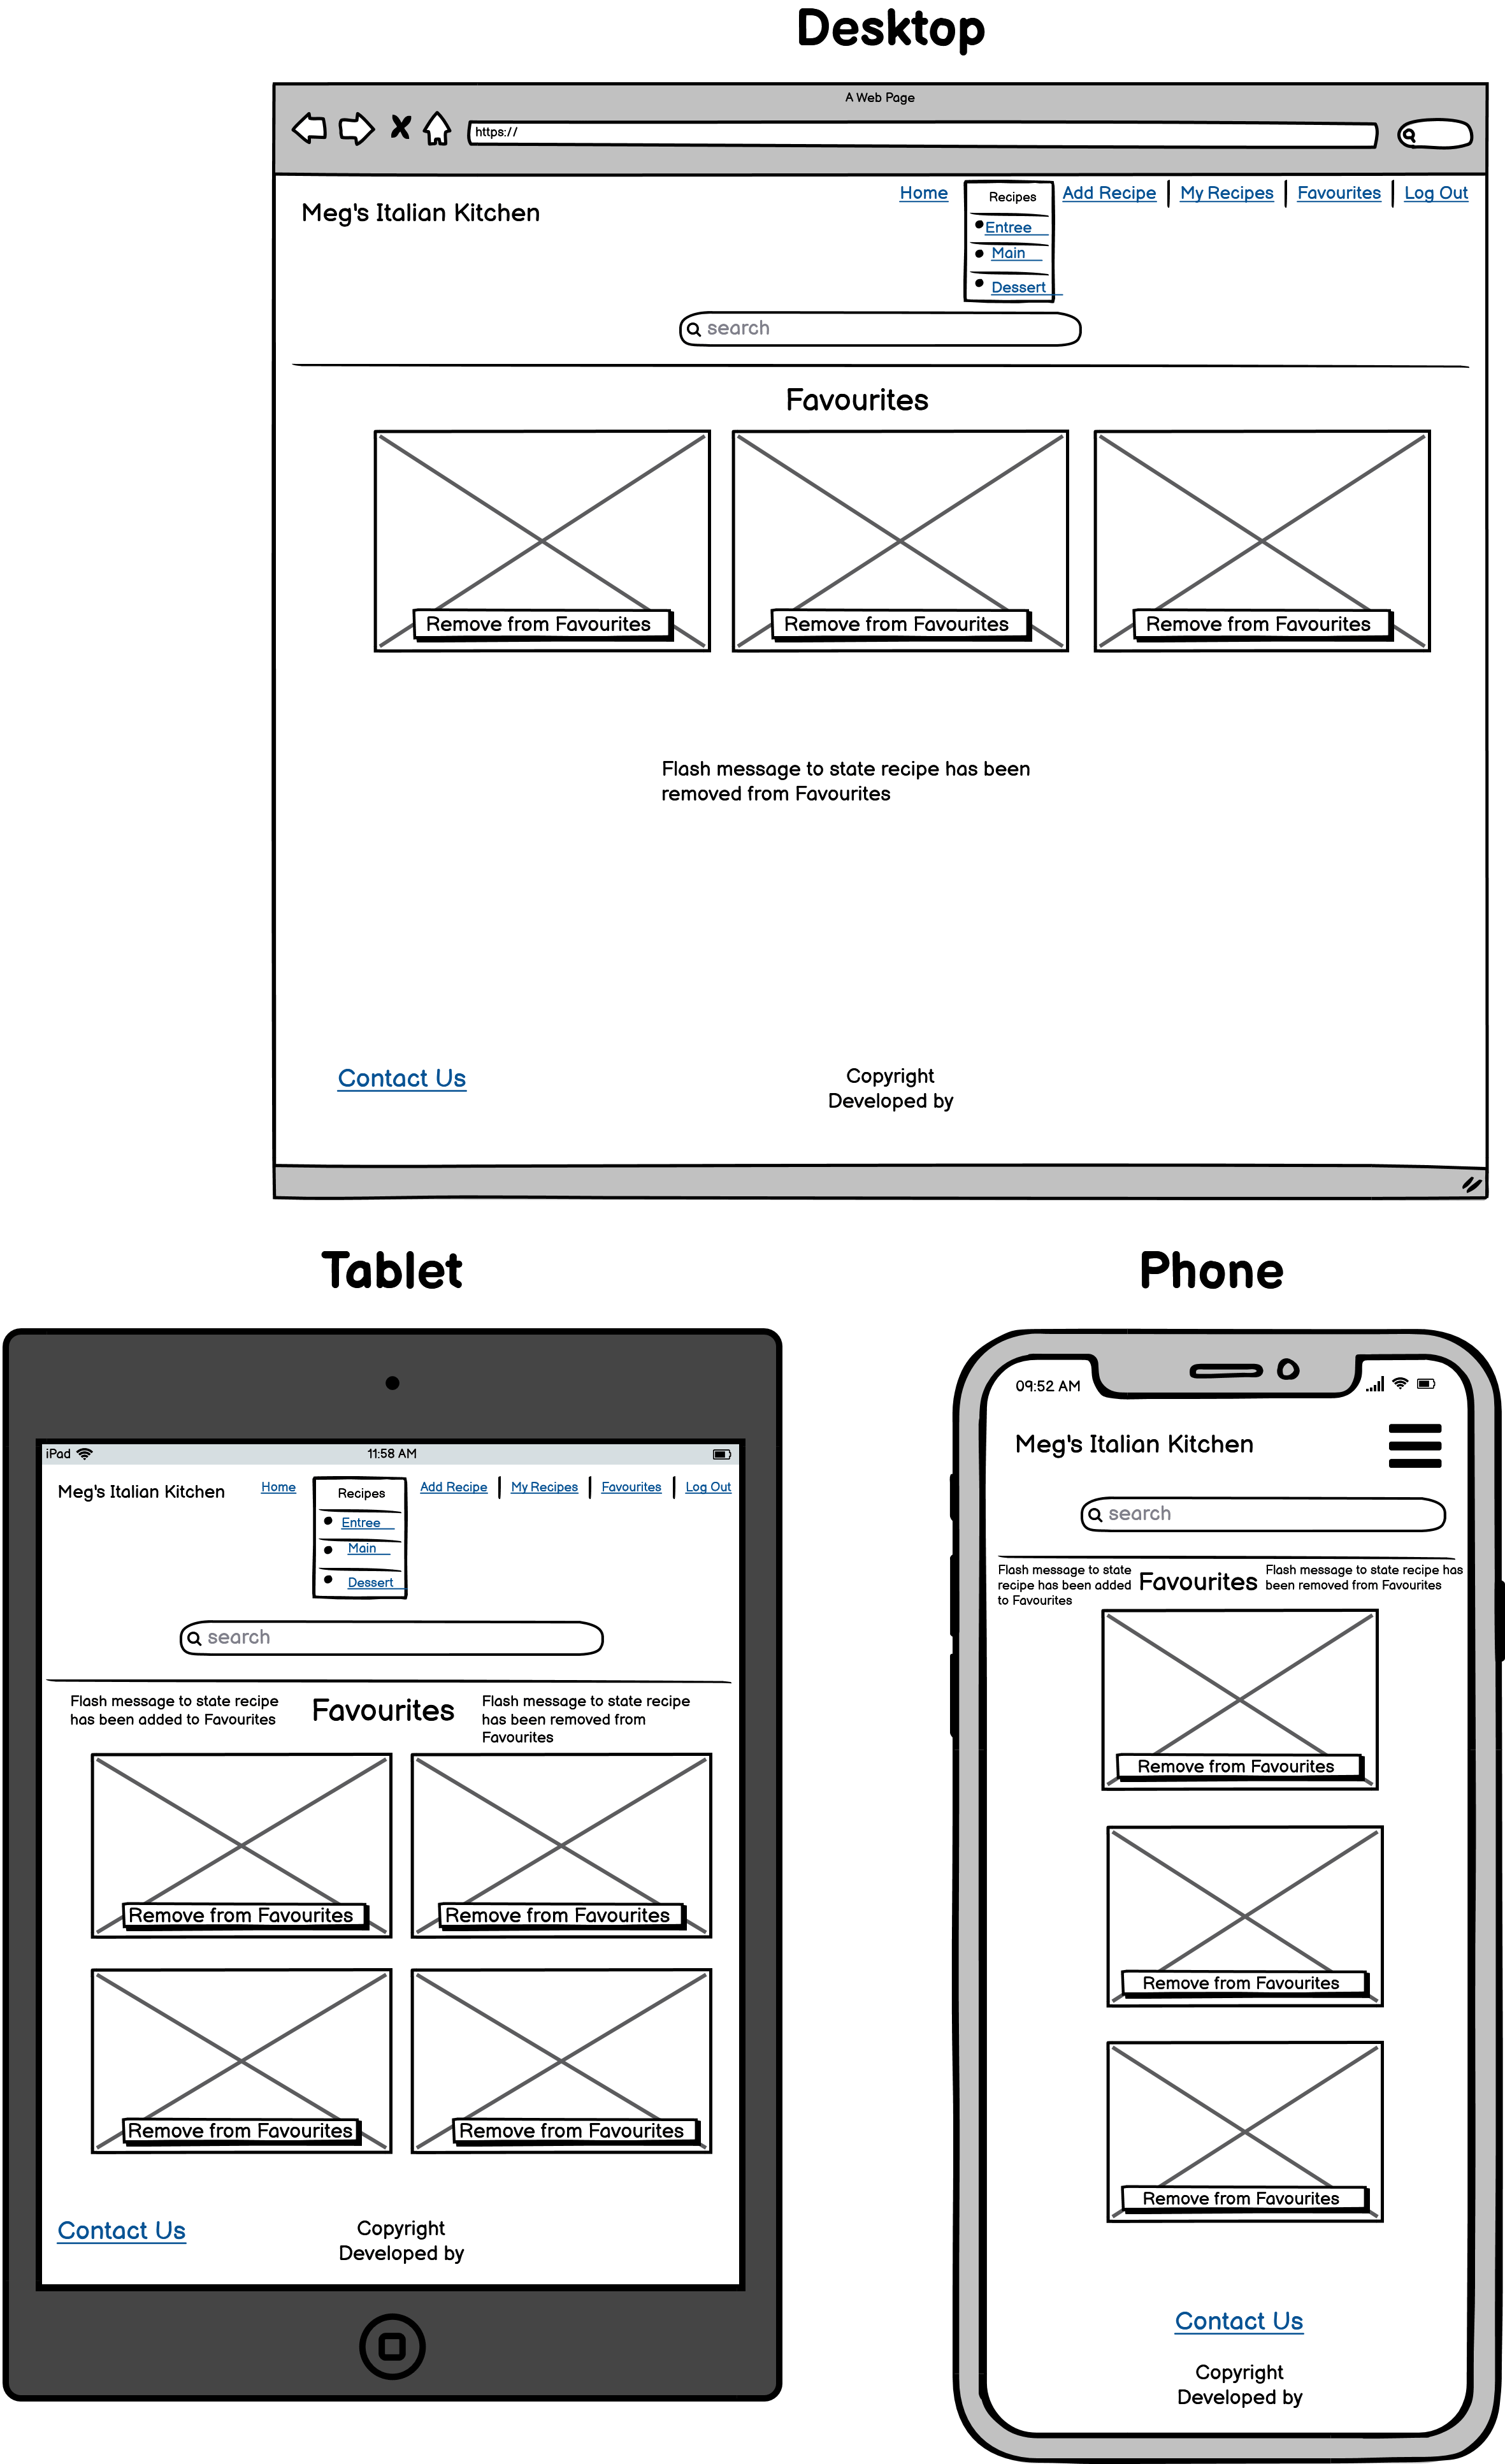 Desktop
A Web Page
https://
Meg's Italian Kitchen
Home
Recipes
Add Recipe
My Recipes
Favourites
Log Out
Entree
Main
Dessert
search
Favourites
Remove from Favourites
Remove from Favourites
Remove from Favourites
Flash message to state recipe has been
removed from Favourites
Contact Us
Copyright
Developed by
Tablet
iPad
11:58 AM
Meg's Italian Kitchen
Home
Recipes
Add Recipe
My Recipes
Favourites
Log Out
Entree
Main
Dessert
search
Flash message to state recipe
has been added to Favourites
Favourites
Flash message to state recipe
has been removed from
Favourites
Remove from Favourites
Remove from Favourites
Remove from Favourites
Remove from Favourites
Contact Us
Copyright
Developed by
Phone
09:52 AM
Meg's Italian Kitchen
search
Flash message to state
recipe has been added
to Favourites
Favourites
Flash message to state recipe has
been removed from Favourites
Remove from Favourites
Remove from Favourites
Remove from Favourites
Contact Us
Copyright
Developed by